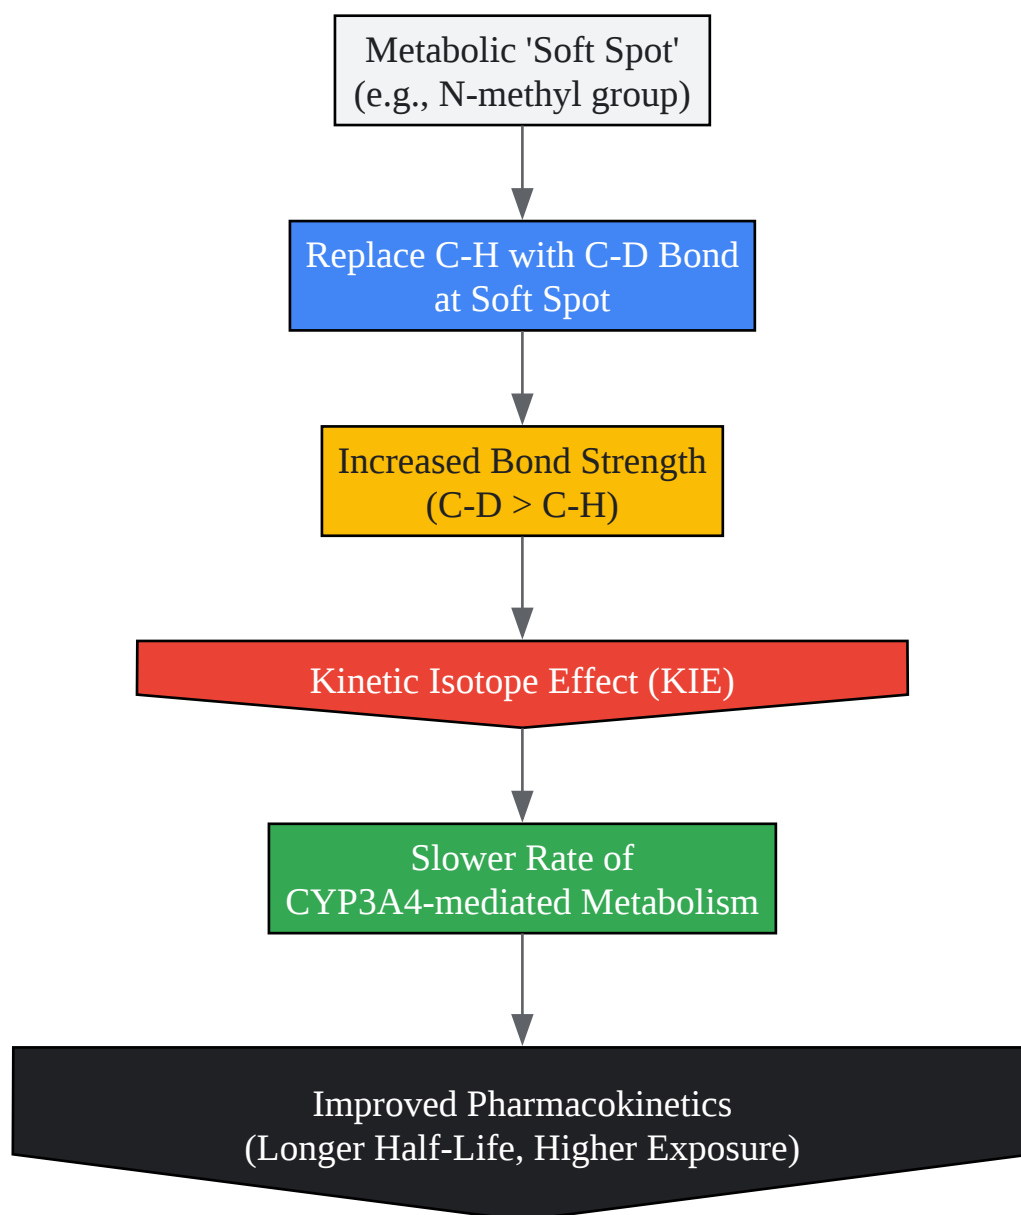 Metabolic 'Soft Spot'
(e.g., N-methyl group)
Replace C-H with C-D Bond
at Soft Spot
Increased Bond Strength
(C-D > C-H)
Kinetic Isotope Effect (KIE)
Slower Rate of
CYP3A4-mediated Metabolism
Improved Pharmacokinetics
(Longer Half-Life, Higher Exposure)